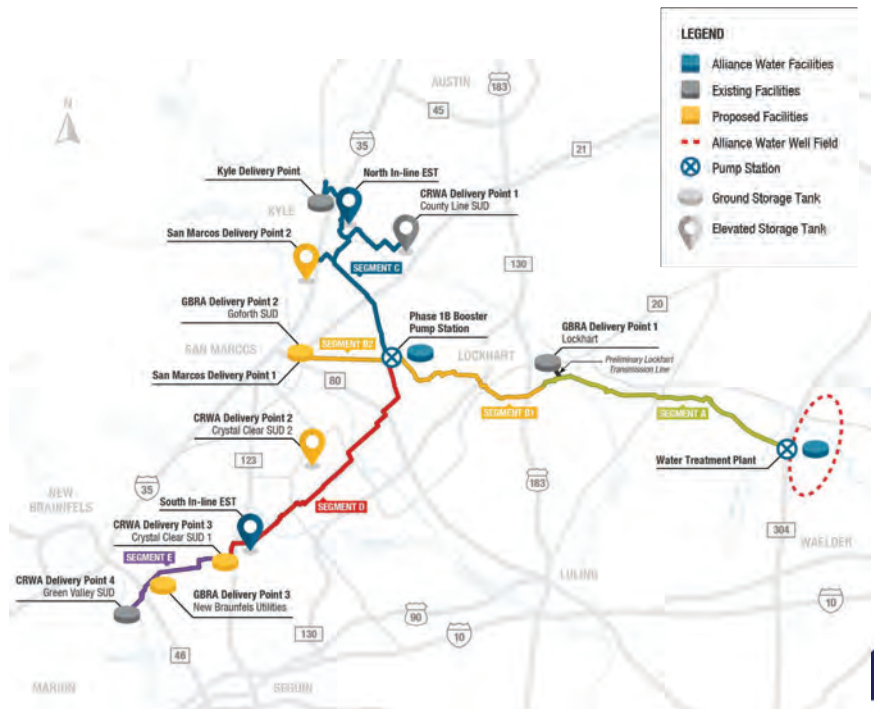 LEGEND
Alliance Water Facilities
Existing Facilities
Proposed Facilities
Alliance Water Well Field
Pump Station
Ground Storage Tank
Elevated Storage Tank
N
AUSTIN
183
45
35
21
Kyle Delivery Point
North In-line EST
KYLE
CRWA Delivery Point 1
County Line SUD
San Marcos Delivery Point 2
SEGMENT C
130
20
GBRA Delivery Point 2
Goforth SUD
Phase 1B Booster
Pump Station
GBRA Delivery Point 1
Lockhart
SAN MARCOS
SEGMENT B2
LOCKHART
Preliminary Lockhart
Transmission Line
San Marcos Delivery Point 1
80
SEGMENT B1
SEGMENT A
CRWA Delivery Point 2
Crystal Clear SUD 2
123
Water Treatment Plant
35
183
NEW
BRAUNFELS
South In-line EST
SEGMENT D
304
WAELDER
CRWA Delivery Point 3
Crystal Clear SUD 1
SEGMENT E
CRWA Delivery Point 4
Green Valley SUD
GBRA Delivery Point 3
New Braunfels Utilities
LULING
10
90
130
10
46
MARION
SEGUIN